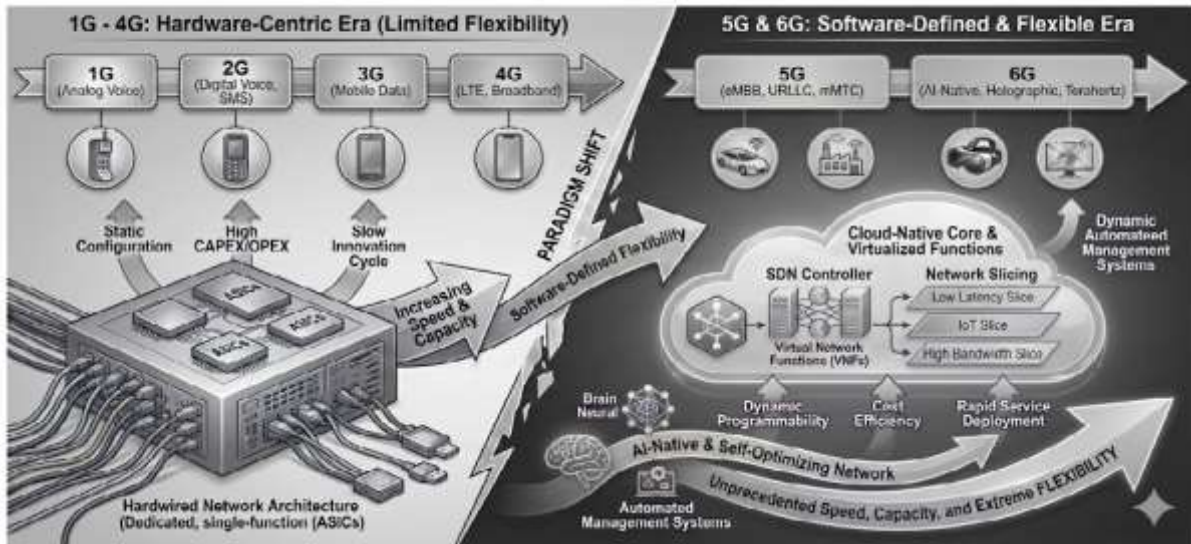 1G - 4G: Hardware-Centric Era (Limited Flexibility)
1G
(Analog Voice)
2G
(Digital Voice,
SMS)
3G
(Mobile Data)
4G
(LTE, Broadband)
Static
Configuration
High
CAPEX/OPEX
Slow
Innovation
Cycle
ASICs
ASICs
ASICs
Increasing
Speed &
Capacity
Hardwired Network Architecture
(Dedicated, single-function (ASICs)
PARADIGM SHIFT
Software-Defined Flexibility
5G & 6G: Software-Defined & Flexible Era
5G
(eMBB, URLLC, mMTC)
6G
(AI-Native, Holographic, Terahertz)
Dynamic
Automateed
Management
Systems
Cloud-Native Core &
Virtualized Functions
SDN Controller
Virtual Network
Functions (VNFs)
Network Slicing
Low Latency Slice
IoT Slice
High Bandwidth Slice
Dynamic
Programmability
Cost
Efficiency
Rapid Service
Deployment
Brain
Neural
AI-Native & Self-Optimizing Network
Automated
Management Systems
Unprecedented Speed, Capacity, and Extreme FLEXIBILITY